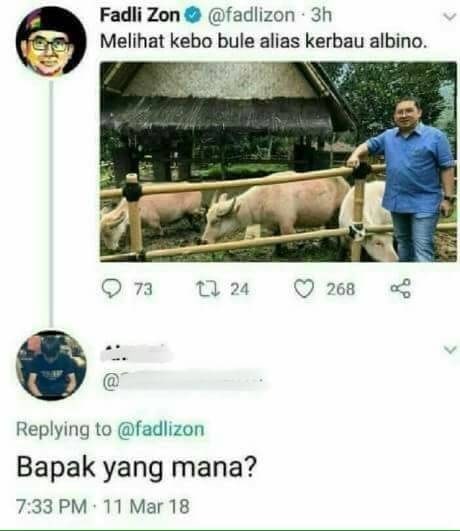 Fadli Zon @fadlizon · 3h
Melihat kebo bule alias kerbau albino.
73 24 268
@
Replying to @fadlizon
Bapak yang mana?
7:33 PM · 11 Mar 18